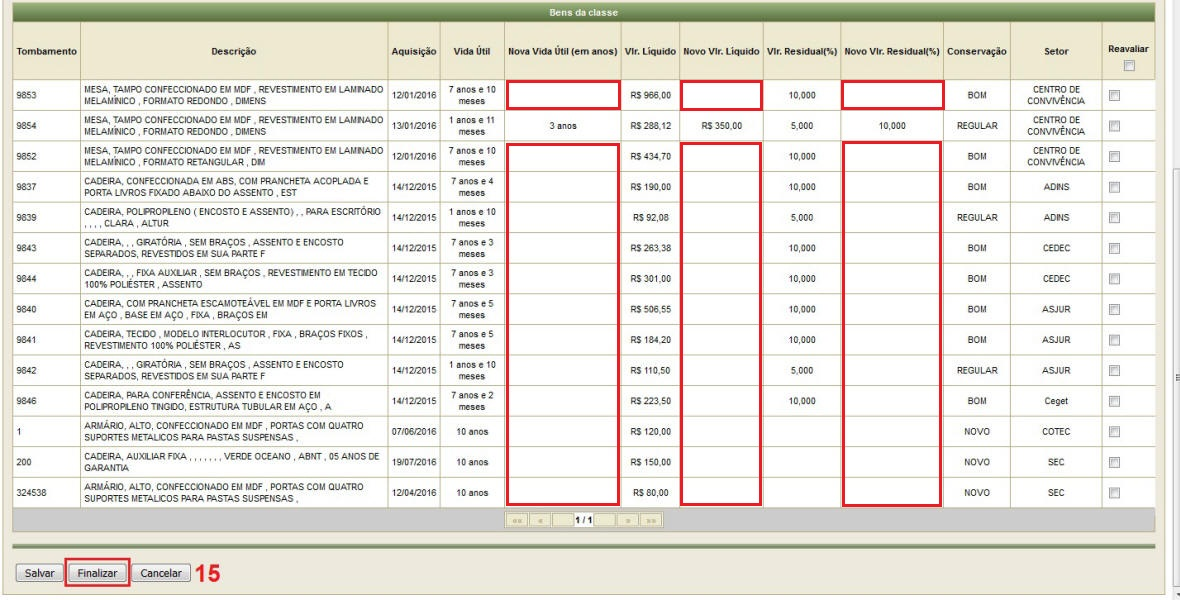 Bens da classe
Tombamento Descrição Aquisição Vida Útil Nova Vida Útil (em anos) Vlr. Líquido Novo Vlr. Líquido Vlr. Residual(%) Novo Vlr. Residual(%) Conservação Setor Reavaliar
9853 MESA, TAMPO CONFECCIONADO EM MDF , REVESTIMENTO EM LAMINADO 12/01/2016 7 anos e 10 R$ 966,00 10,000 BOM CENTRO DE
MELAMÍNICO , FORMATO REDONDO , DIMENS meses CONVIVÊNCIA
9854 MESA, TAMPO CONFECCIONADO EM MDF , REVESTIMENTO EM LAMINADO 13/01/2016 1 anos e 11 3 anos R$ 288,12 R$ 350,00 5,000 10,000 REGULAR CENTRO DE
MELAMÍNICO , FORMATO REDONDO , DIMENS meses CONVIVÊNCIA
9852 MESA, TAMPO CONFECCIONADO EM MDF , REVESTIMENTO EM LAMINADO 12/01/2016 7 anos e 10 R$ 434,70 10,000 BOM CENTRO DE
MELAMÍNICO , FORMATO RETANGULAR , DIM meses CONVIVÊNCIA
9837 CADEIRA, CONFECCIONADA EM ABS, COM PRANCHETA ACOPLADA E 14/12/2015 7 anos e 4 R$ 190,00 10,000 BOM ADINS
PORTA LIVROS FIXADO ABAIXO DO ASSENTO , EST meses
9839 CADEIRA, POLIPROPILENO ( ENCOSTO E ASSENTO) , , PARA ESCRITÓRIO 14/12/2015 1 anos e 10 R$ 92,08 5,000 REGULAR ADINS
, , , , CLARA , ALTUR meses
9843 CADEIRA, , , GIRATÓRIA , SEM BRAÇOS , ASSENTO E ENCOSTO 14/12/2015 7 anos e 3 R$ 263,38 10,000 BOM CEDEC
SEPARADOS, REVESTIDOS EM SUA PARTE F meses
9844 CADEIRA, , , FIXA AUXILIAR , SEM BRAÇOS , REVESTIMENTO EM TECIDO 14/12/2015 7 anos e 3 R$ 301,00 10,000 BOM CEDEC
100% POLIÉSTER , ASSENTO meses
9840 CADEIRA, COM PRANCHETA ESCAMOTEÁVEL EM MDF E PORTA LIVROS 14/12/2015 7 anos e 5 R$ 506,55 10,000 BOM ASJUR
EM AÇO , BASE EM AÇO , FIXA , BRAÇOS EM meses
9841 CADEIRA, TECIDO , MODELO INTERLOCUTOR , FIXA , BRAÇOS FIXOS , 14/12/2015 7 anos e 5 R$ 184,20 10,000 BOM ASJUR
REVESTIMENTO 100% POLIÉSTER , AS meses
9842 CADEIRA, , , GIRATÓRIA , SEM BRAÇOS , ASSENTO E ENCOSTO 14/12/2015 1 anos e 10 R$ 110,50 5,000 REGULAR ASJUR
SEPARADOS, REVESTIDOS EM SUA PARTE F meses
9846 CADEIRA, PARA CONFERÊNCIA, ASSENTO E ENCOSTO EM 14/12/2015 7 anos e 2 R$ 223,50 10,000 BOM Ceget
POLIPROPILENO TINGIDO, ESTRUTURA TUBULAR EM AÇO , A meses
1 ARMÁRIO, ALTO, CONFECCIONADO EM MDF , PORTAS COM QUATRO 07/06/2016 10 anos R$ 120,00 NOVO COTEC
SUPORTES METALICOS PARA PASTAS SUSPENSAS ,
200 CADEIRA, AUXILIAR FIXA , , , , , , , VERDE OCEANO , ABNT , 05 ANOS DE 19/07/2016 10 anos R$ 150,00 NOVO SEC
GARANTIA
324538 ARMÁRIO, ALTO, CONFECCIONADO EM MDF , PORTAS COM QUATRO 12/04/2016 10 anos R$ 80,00 NOVO SEC
SUPORTES METALICOS PARA PASTAS SUSPENSAS ,
«« « 1 / 1 » »»
Salvar Finalizar Cancelar 15